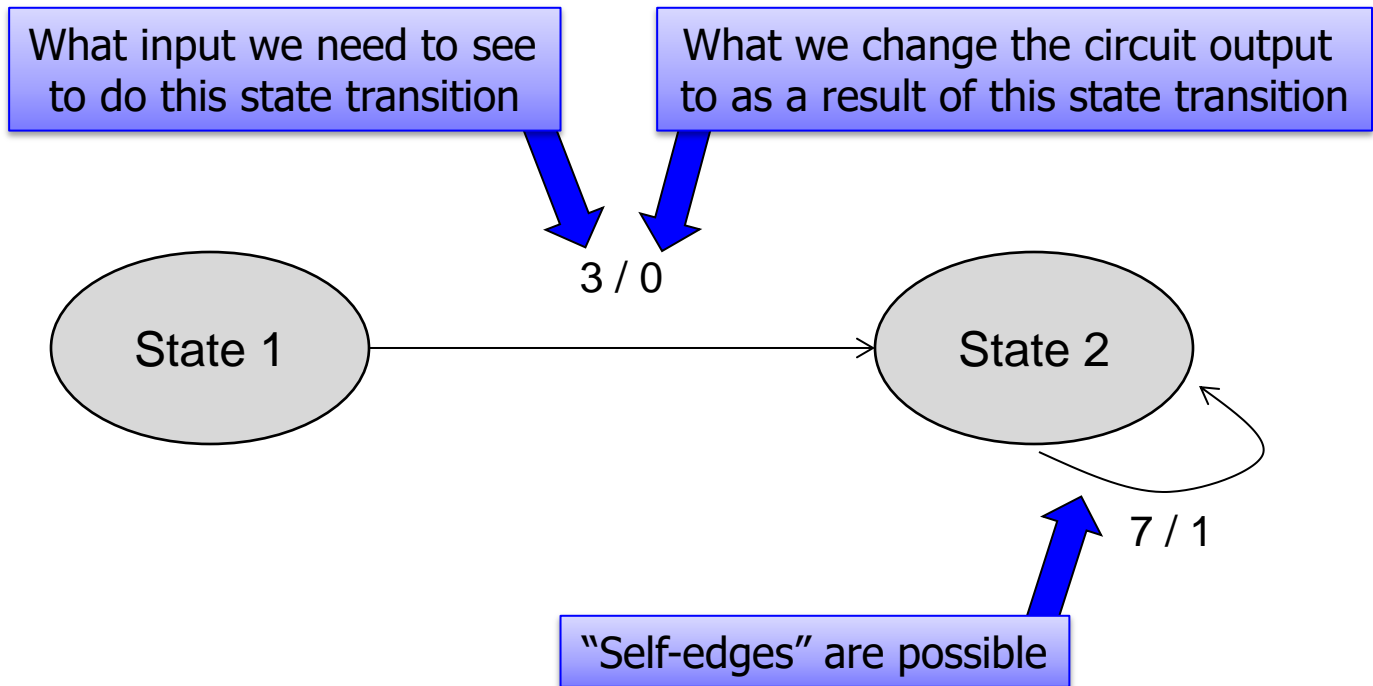 What input we need to see
to do this state transition
What we change the circuit output
to as a result of this state transition
3 / 0
State 1
State 2
7 / 1
“Self-edges” are possible